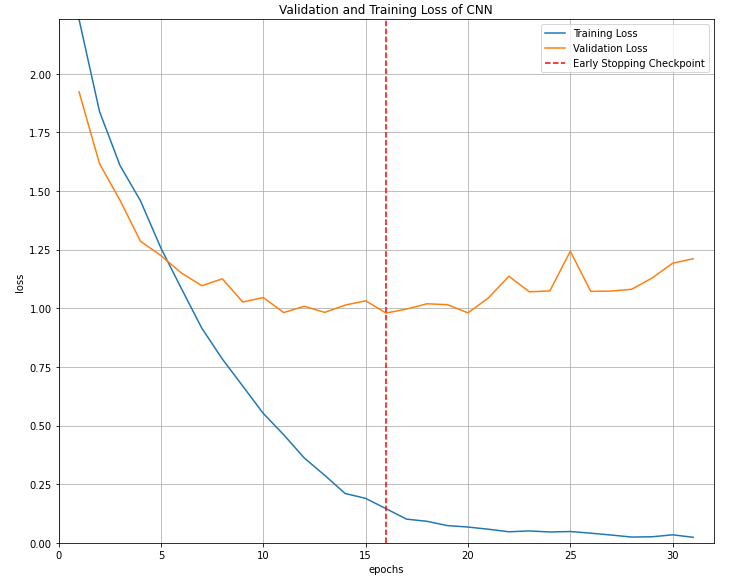 Validation and Training Loss of CNN
Training Loss
Validation Loss
Early Stopping Checkpoint
2.00
1.75
1.50
1.25
1.00
0.75
0.50
0.25
0.00
loss
0 5 10 15 20 25 30
epochs